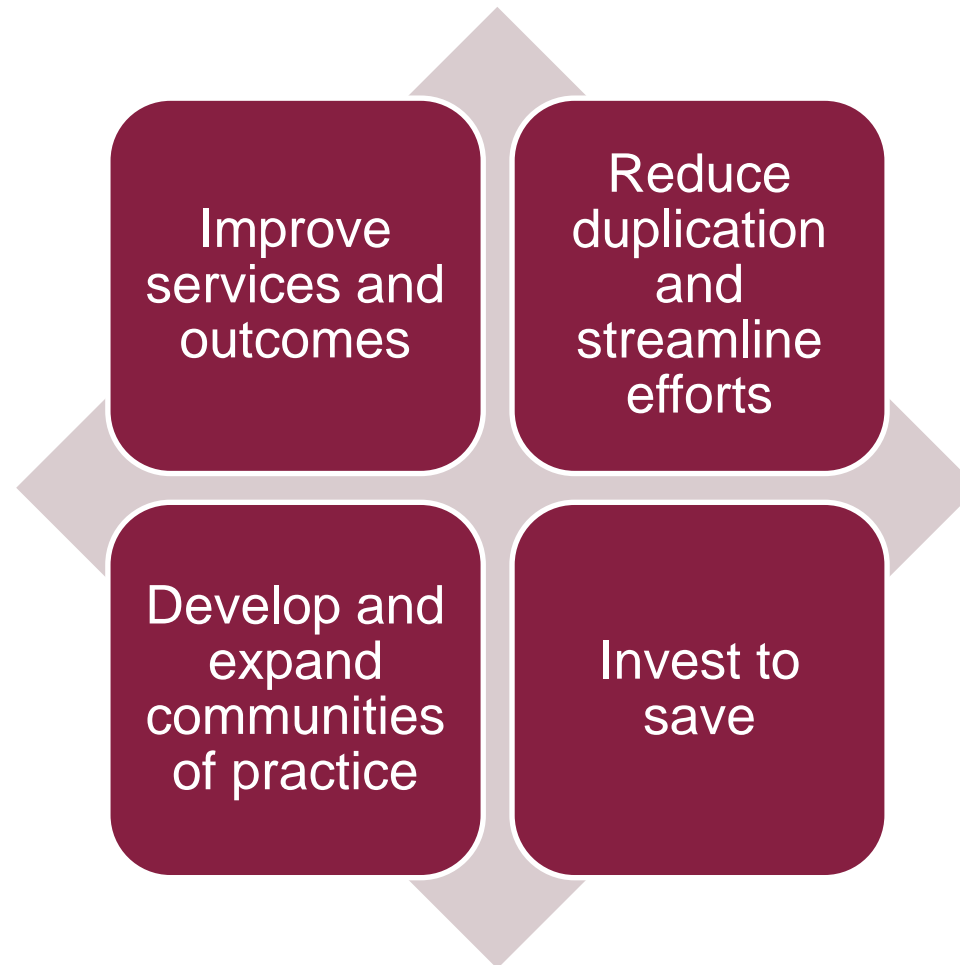 Improve
services and
outcomes
Reduce
duplication
and
streamline
efforts
Develop and
expand
communities
of practice
Invest to
save